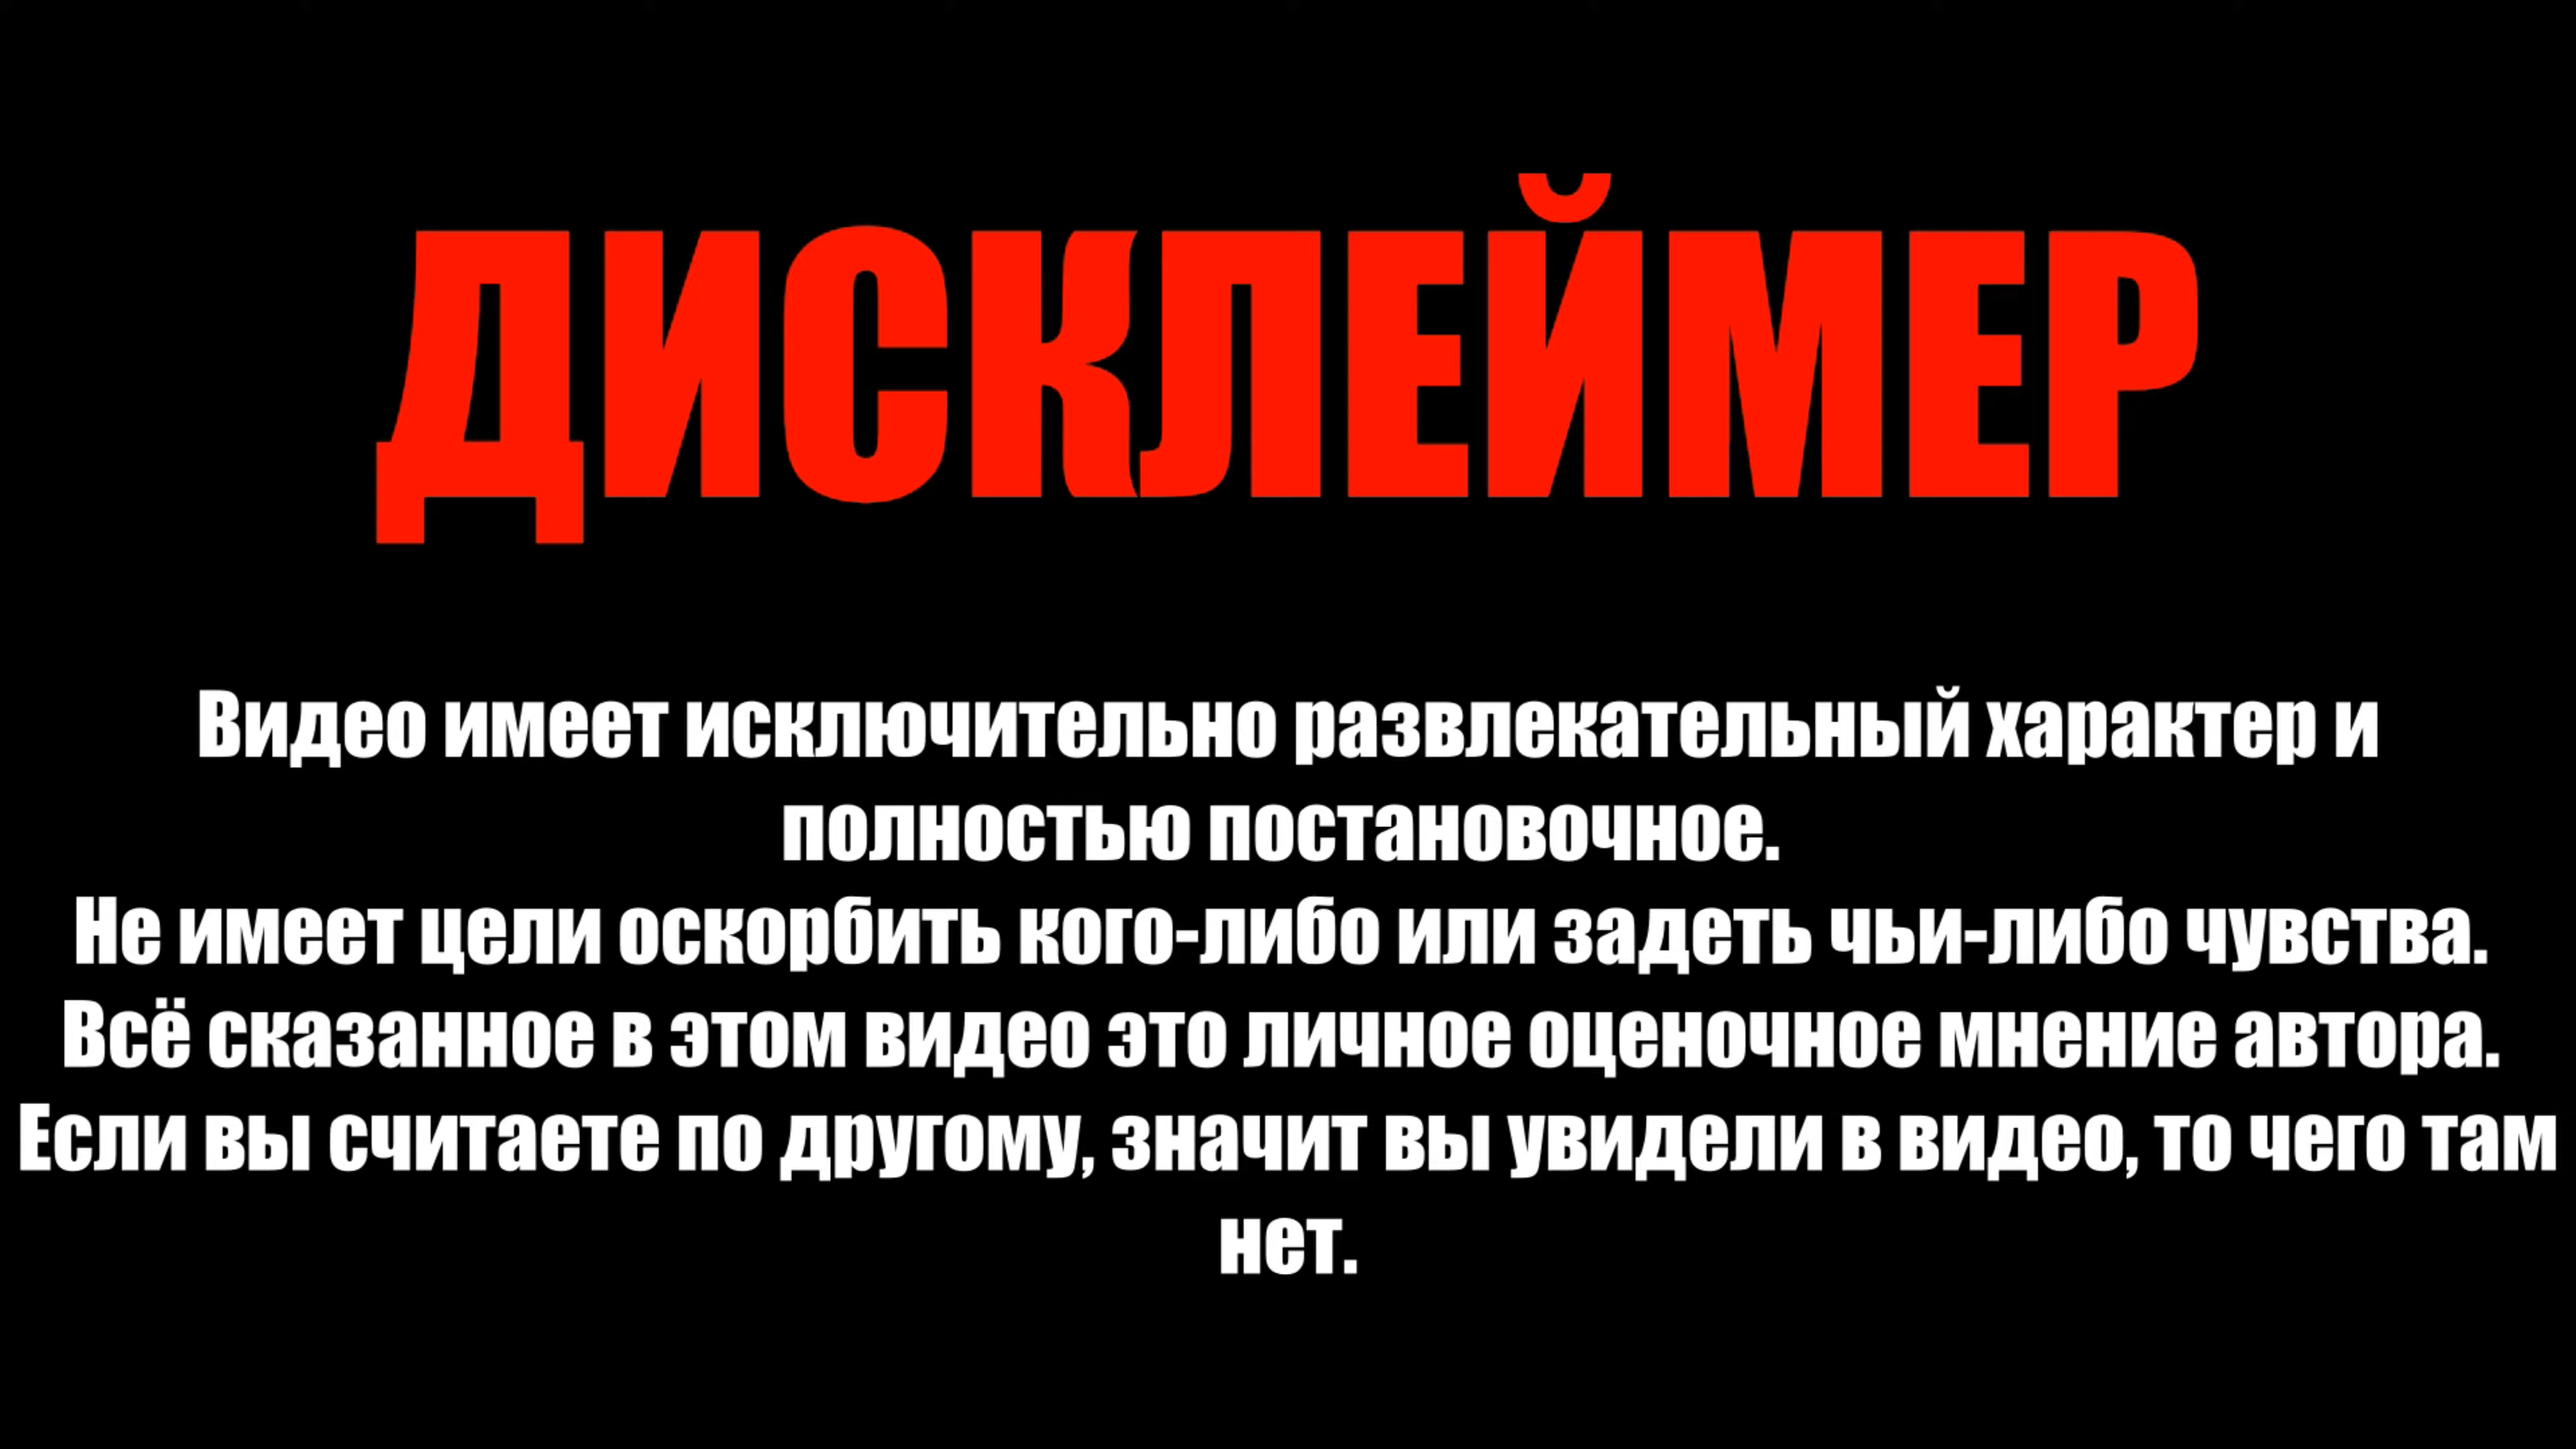 ДИСКЛЕЙМЕР
Видео имеет исключительно развлекательный характер и
полностью постановочное.
Не имеет цели оскорбить кого-либо или задеть чьи-либо чувства.
Всё сказанное в этом видео это личное оценочное мнение автора.
Если вы считаете по другому, значит вы увидели в видео, то чего там
нет.